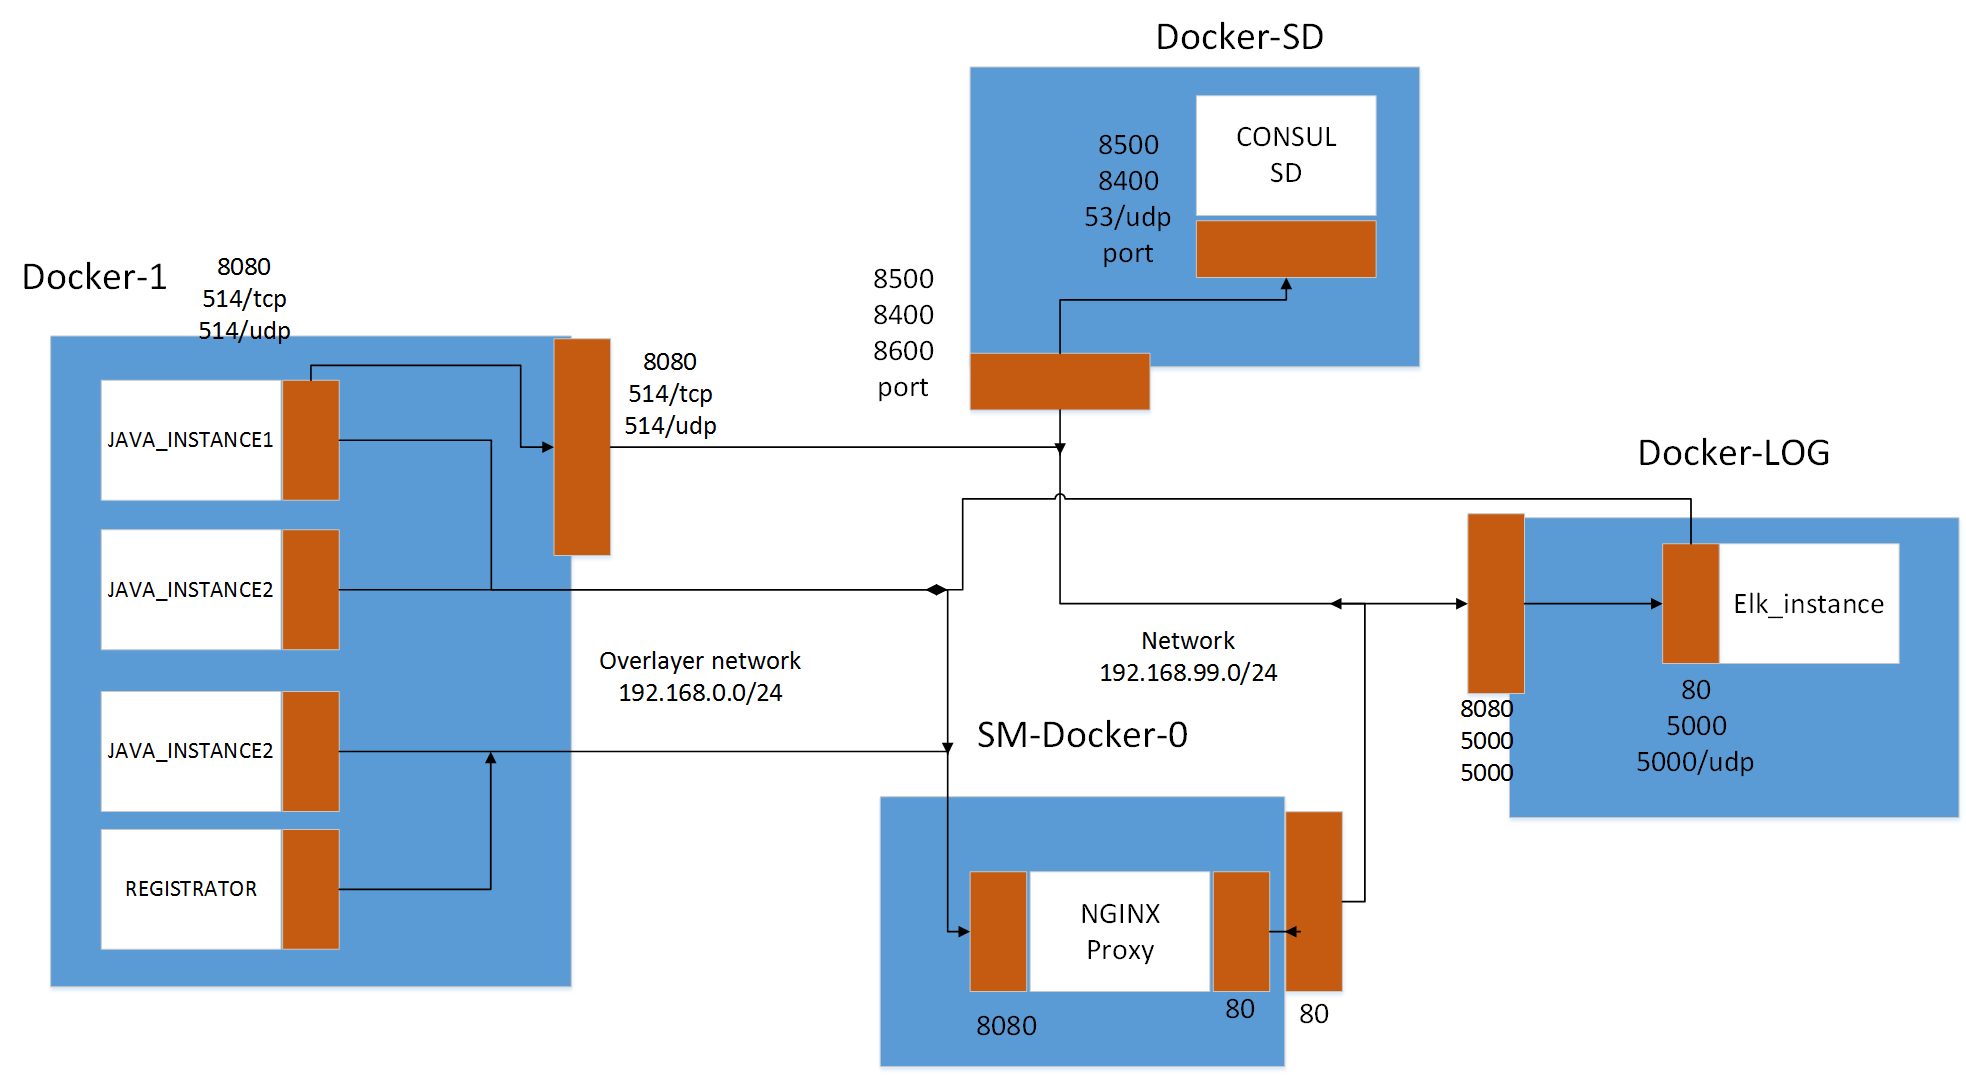 Docker-SD
CONSUL
SD
8500
8400
53/udp
port
8500
8400
8600
port
Docker-1
8080
514/tcp
514/udp
8080
514/tcp
514/udp
JAVA_INSTANCE1
JAVA_INSTANCE2
JAVA_INSTANCE2
REGISTRATOR
Overlayer network
192.168.0.0/24
Network
192.168.99.0/24
Docker-LOG
Elk_instance
80
5000
5000/udp
8080
5000
5000
SM-Docker-0
NGINX
Proxy
8080
80
80